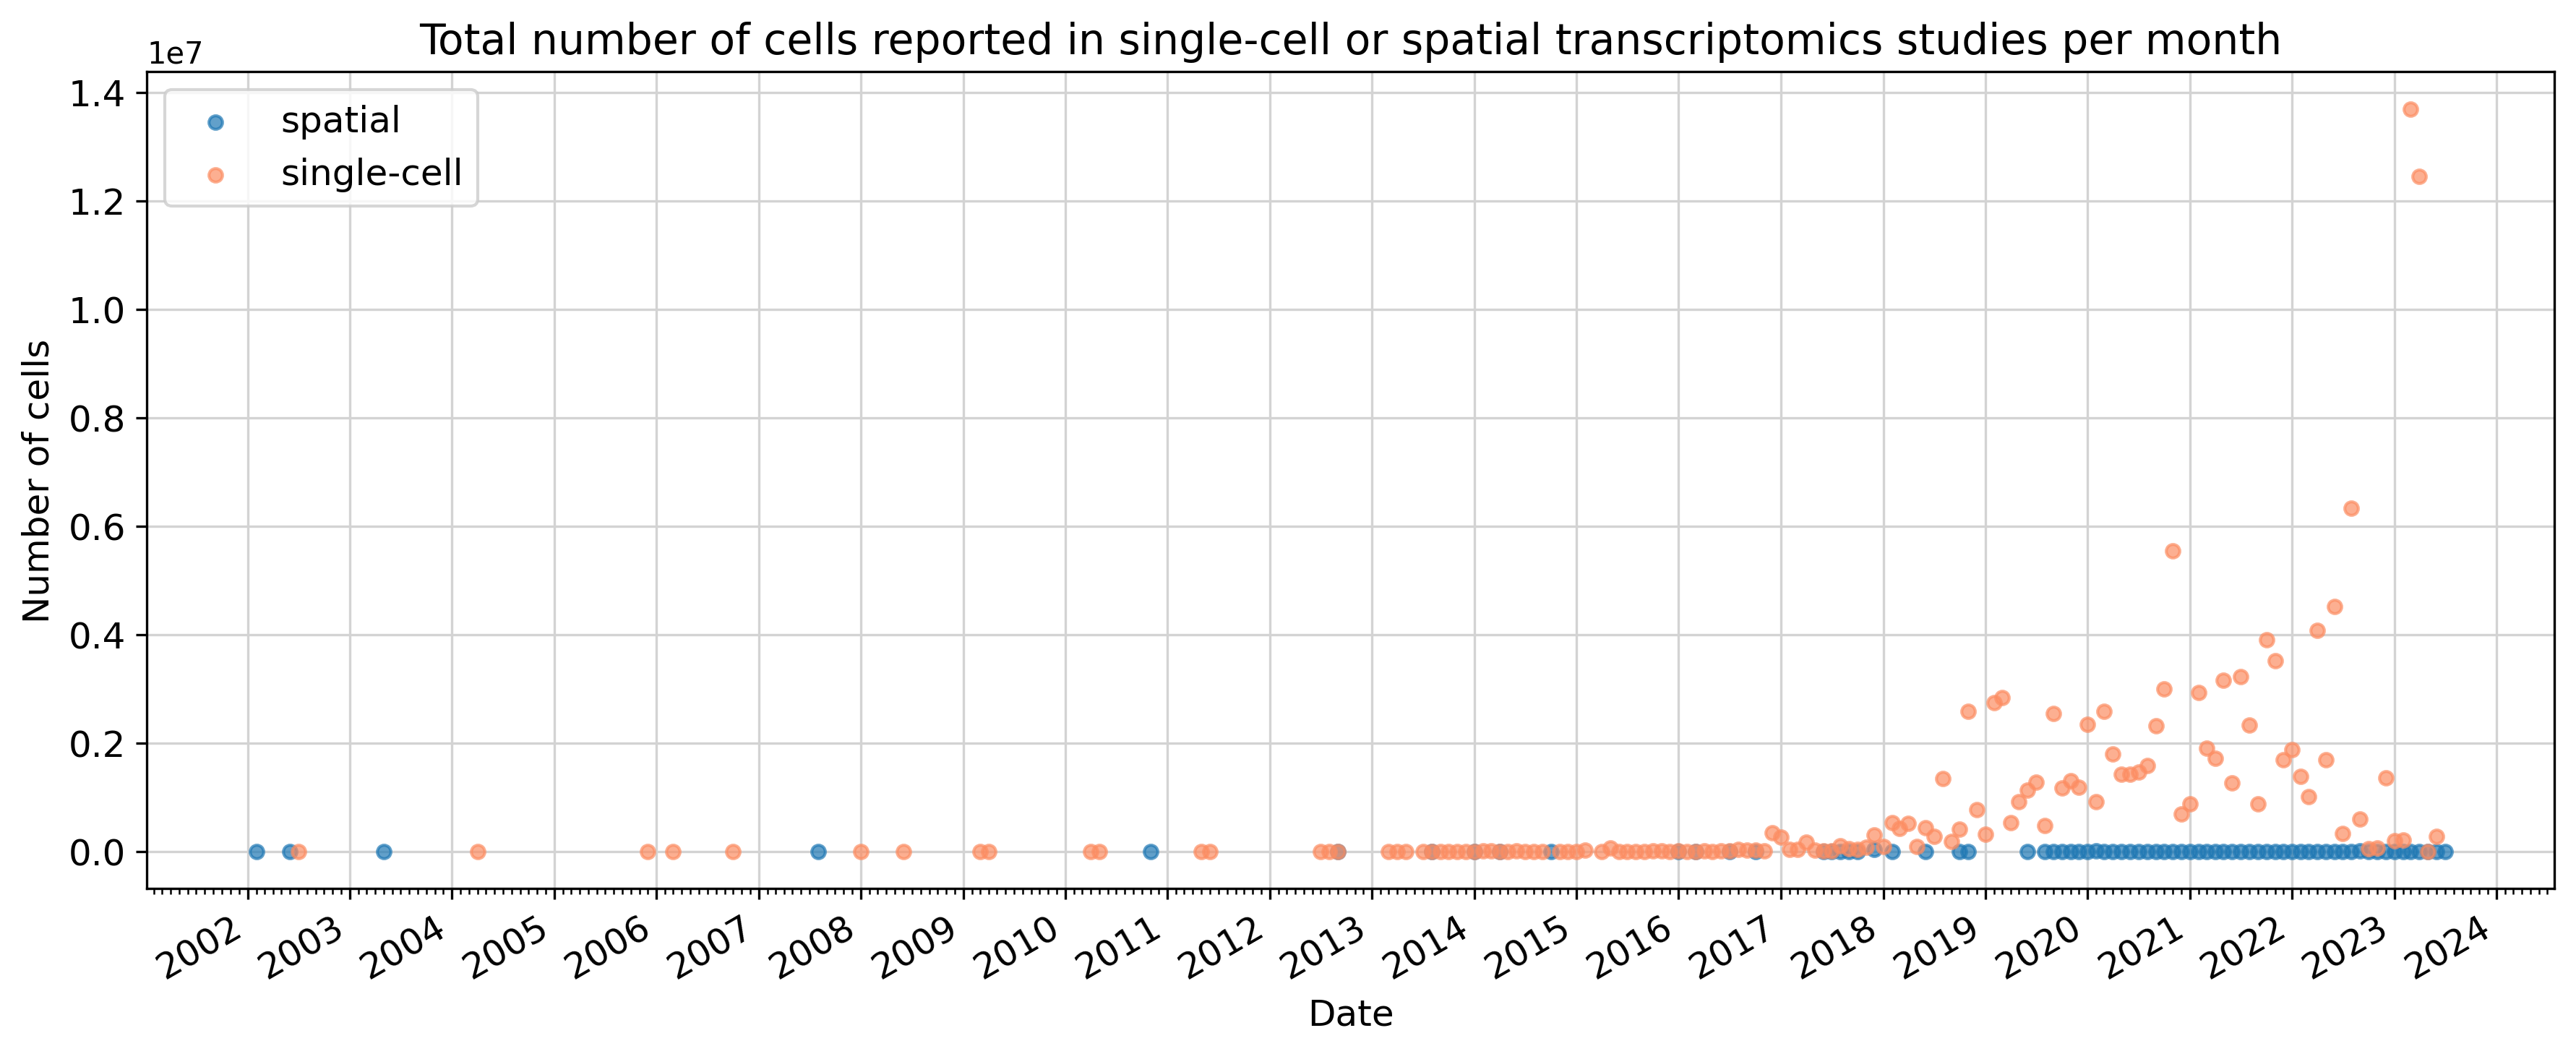 Total number of cells reported in single-cell or spatial transcriptomics studies per month
1e7
spatial
single-cell
1.4
1.2
1.0
0.8
0.6
0.4
0.2
0.0
Number of cells
2002 2003 2004 2005 2006 2007 2008 2009 2010 2011 2012 2013 2014 2015 2016 2017 2018 2019 2020 2021 2022 2023 2024
Date